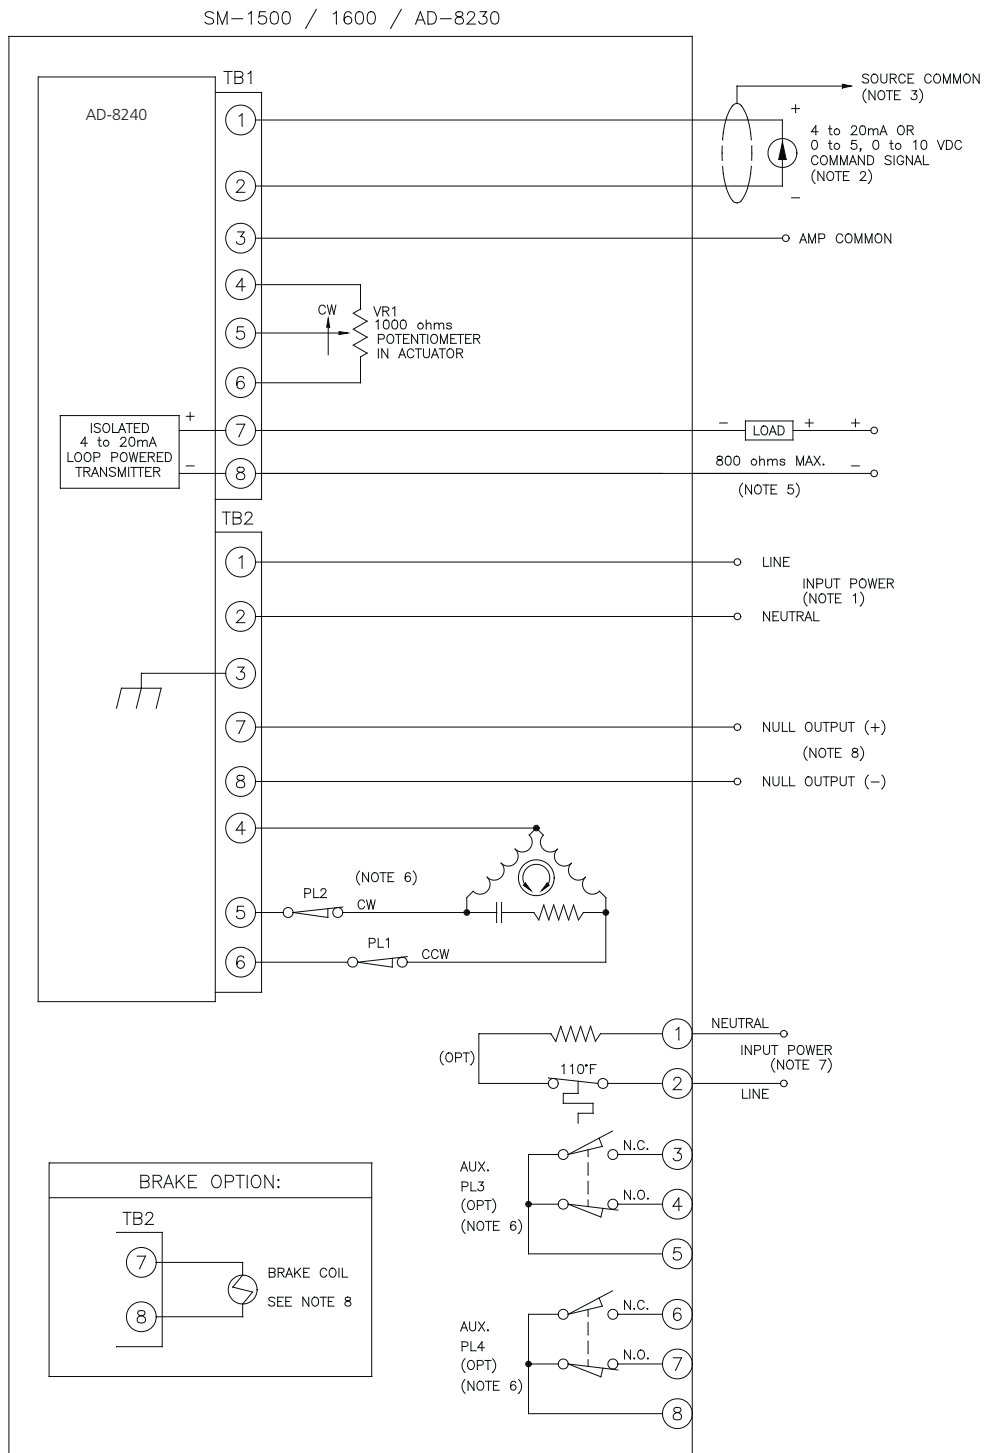 SM-1500 / 1600 / AD-8230
AD-8240
TB1
1
2
3
4
5
6
7
8
SOURCE COMMON
(NOTE 3)
+
4 to 20mA OR
0 to 5, 0 to 10 VDC
COMMAND SIGNAL
(NOTE 2)
-
AMP COMMON
CW
VR1
1000 ohms
POTENTIOMETER
IN ACTUATOR
ISOLATED
4 to 20mA
LOOP POWERED
TRANSMITTER
+
-
- LOAD + +
800 ohms MAX. -
(NOTE 5)
TB2
1
2
3
7
8
4
5
6
LINE
INPUT POWER
(NOTE 1)
NEUTRAL
NULL OUTPUT (+)
(NOTE 8)
NULL OUTPUT (-)
(NOTE 6)
PL2
CW
PL1
CCW
(OPT)
110°F
1
2
NEUTRAL
INPUT POWER
(NOTE 7)
LINE
AUX.
PL3
(OPT)
(NOTE 6)
N.C.
3
N.O.
4
5
AUX.
PL4
(OPT)
(NOTE 6)
N.C.
6
N.O.
7
8
BRAKE OPTION:
TB2
7
8
BRAKE COIL
SEE NOTE 8